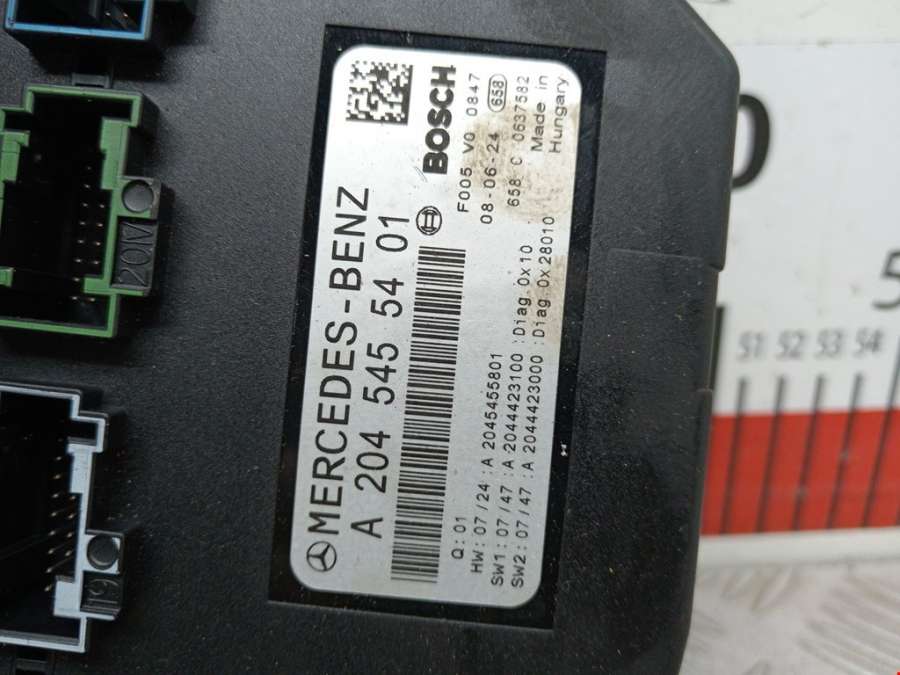 MERCEDES-BENZ
A 204 545 54 01
BOSCH
F005 V0 0847
08-06-24 658
658 C 0637582
Made in
Hungary
Q:01
HW:07/24 :A 2045455801
SW1:07/47 :A 2044423100 :Diag.0x10
SW2:07/47 :A 2044423000 :Diag.0x28010
51 52 53 54
5
0